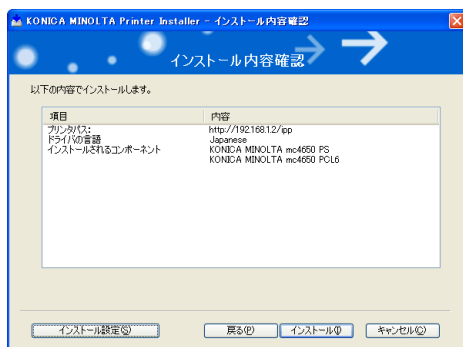 KONICA MINOLTA Printer Installer - インストール内容確認
インストール内容確認
以下の内容でインストールします。
項目 内容
プリンタパス: http://192.168.1.2/ipp
ドライバの言語 Japanese
インストールされるコンポーネント KONICA MINOLTA mc4650 PS
KONICA MINOLTA mc4650 PCL6
インストール設定(S) 戻る(P) インストール(I) キャンセル(C)